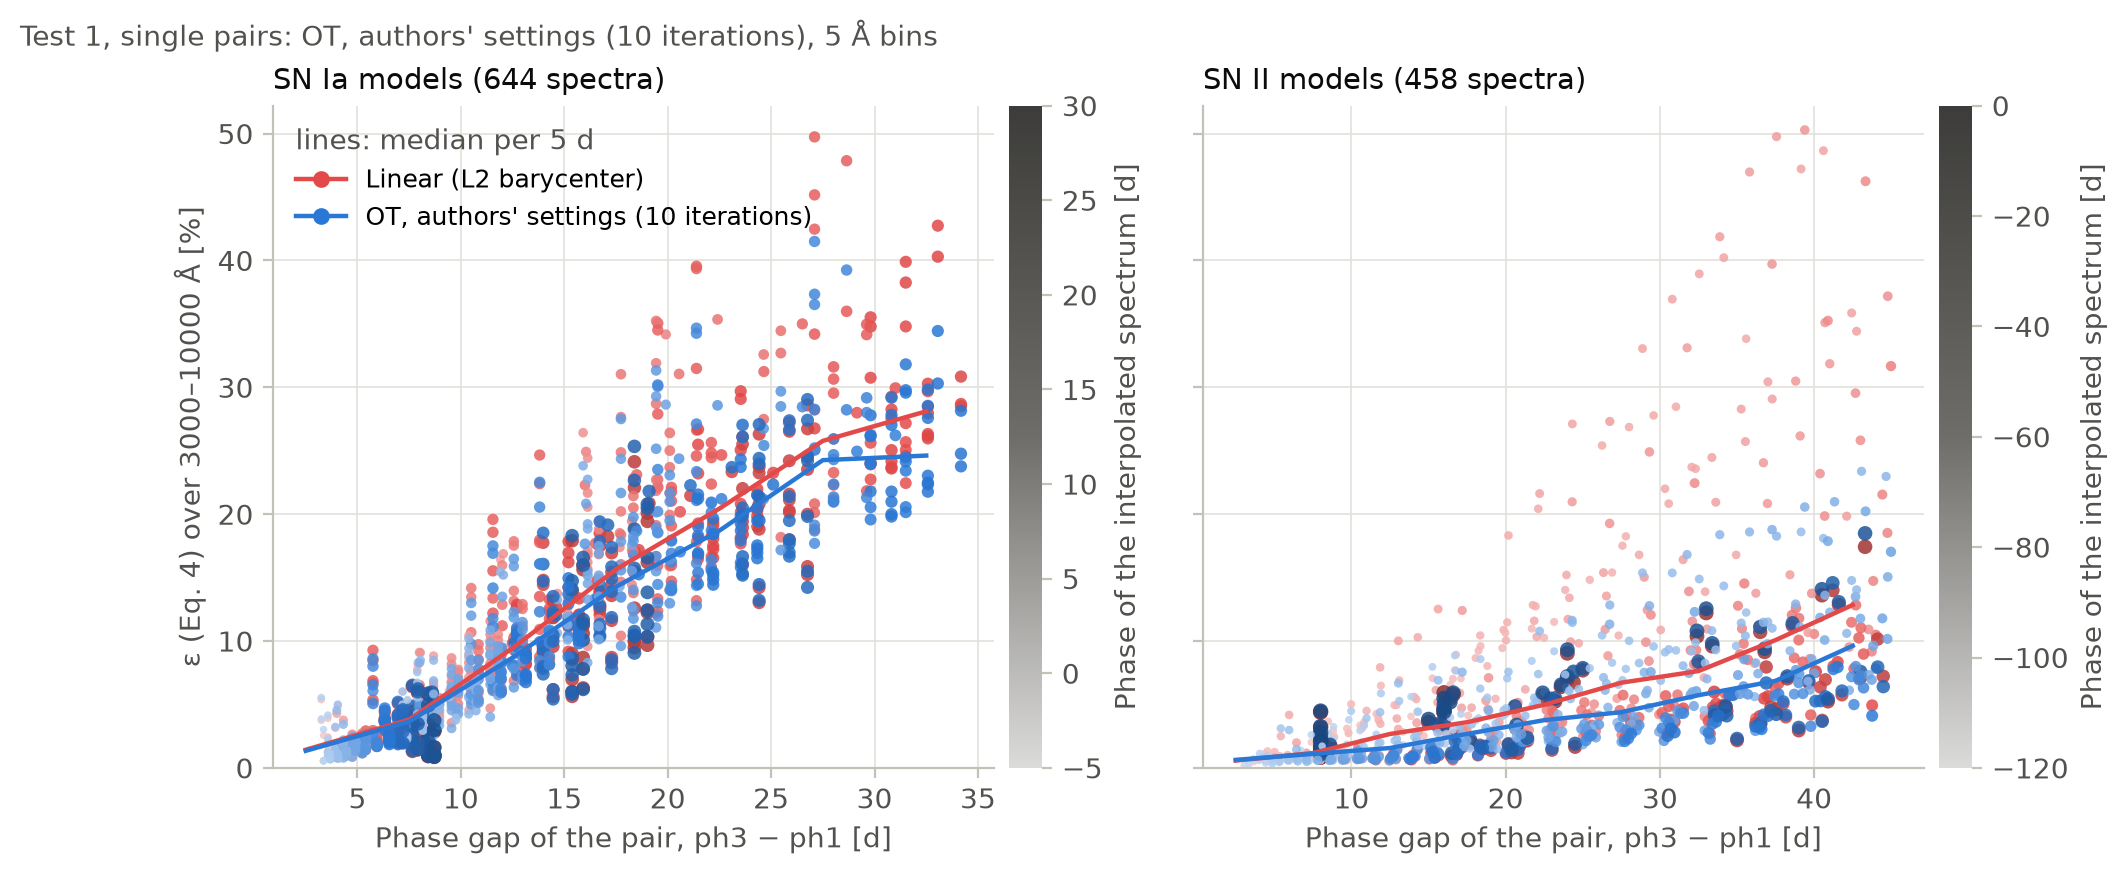 Test 1, single pairs: OT, authors' settings (10 iterations), 5 Å bins
SN Ia models (644 spectra)
lines: median per 5 d
Linear (L2 barycenter)
OT, authors' settings (10 iterations)
ε (Eq. 4) over 3000–10000 Å [%]
0
10
20
30
40
50
5
10
15
20
25
30
35
Phase gap of the pair, ph3 − ph1 [d]
30
25
20
15
10
5
0
−5
Phase of the interpolated spectrum [d]
SN II models (458 spectra)
10
20
30
40
Phase gap of the pair, ph3 − ph1 [d]
0
−20
−40
−60
−80
−100
−120
Phase of the interpolated spectrum [d]